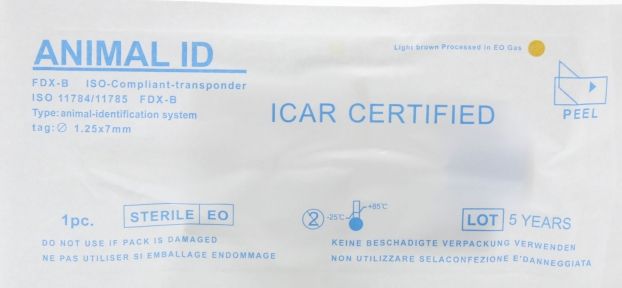 ANIMAL ID
Light brown Processed in EO Gas
FDX-B ISO-Compliant-transponder
ISO 11784/11785 FDX-B
Type:animal-identification system
tag:∅ 1.25x7mm
ICAR CERTIFIED
PEEL
1pc. STERILE EO
2 -25℃ +85℃
LOT 5 YEARS
DO NOT USE IF PACK IS DAMAGED
NE PAS UTILISER SI EMBALLAGE ENDOMMAGE
KEINE BESCHADIGTE VERPACKUNG VERWENDEN
NON UTILIZZARE SELACONFEZIONE E'DANNEGGIATA